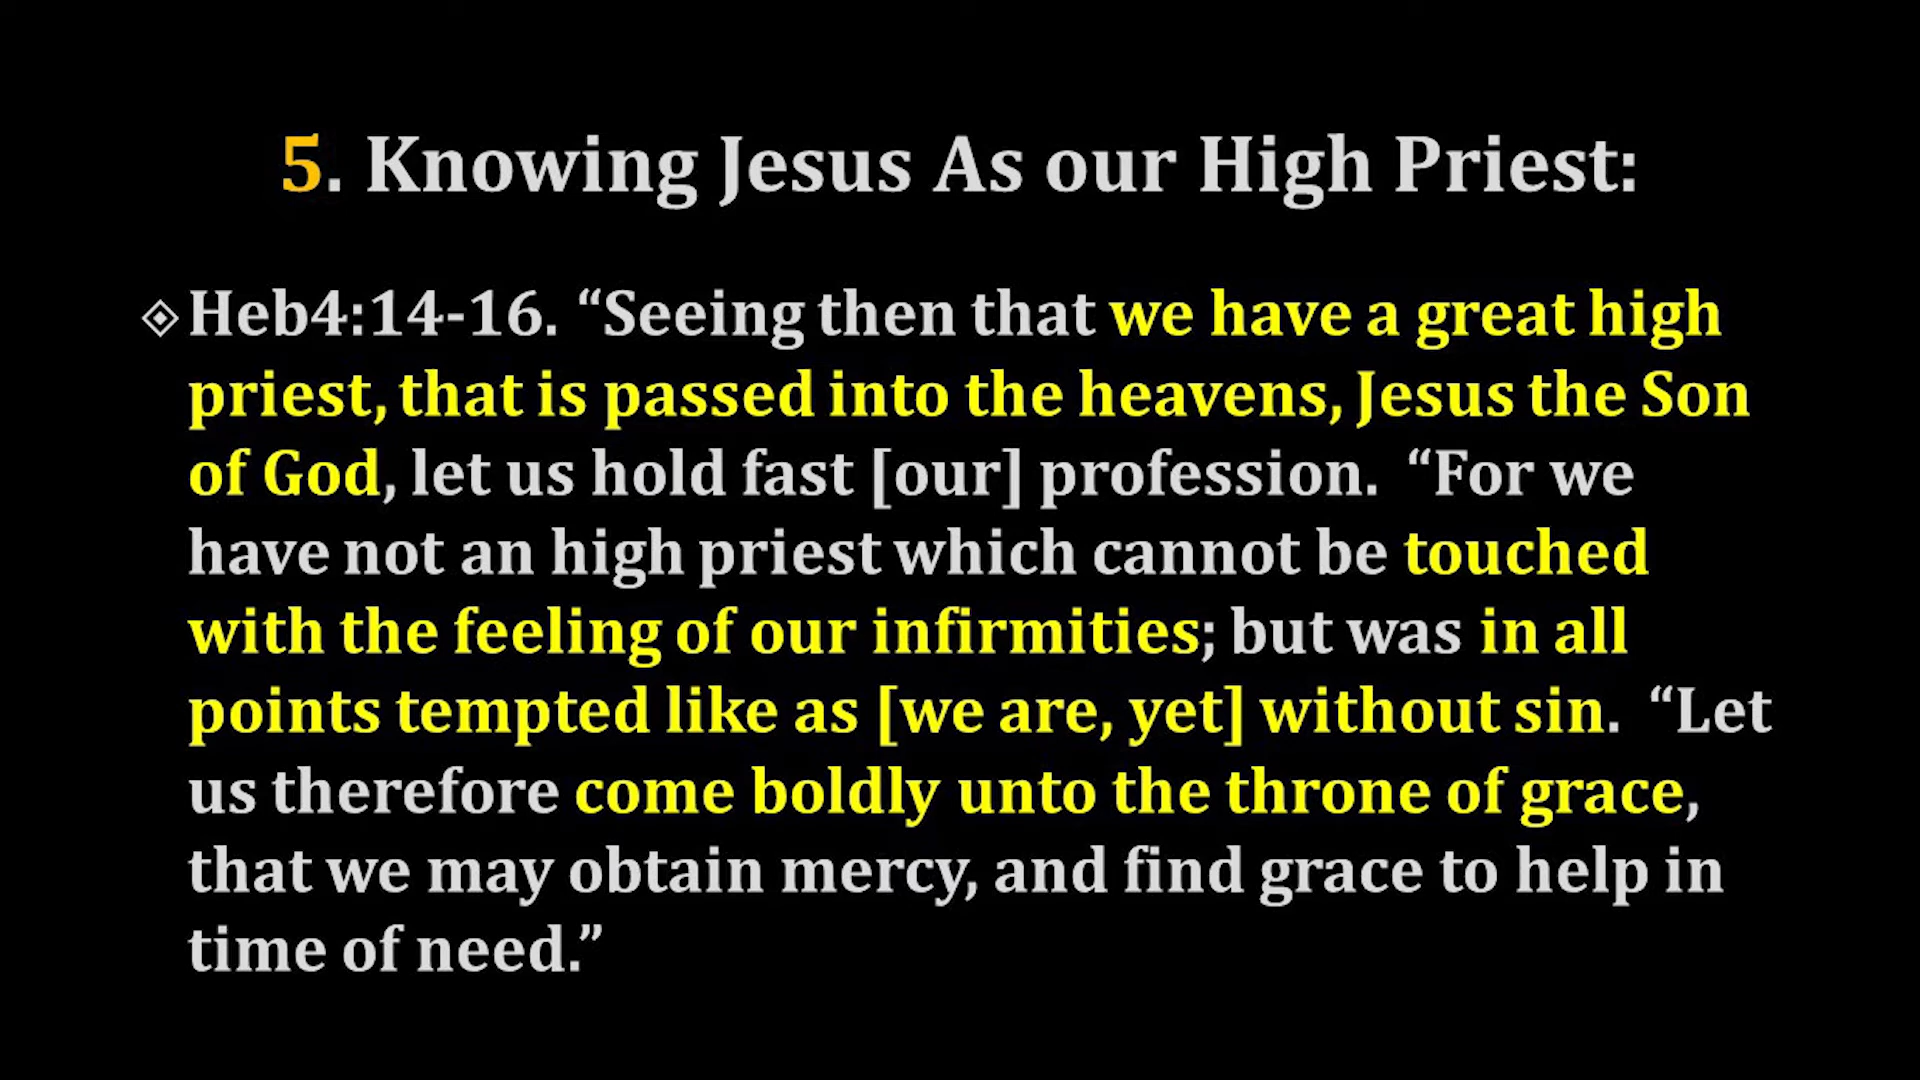 5. Knowing Jesus As our High Priest:
Heb4:14-16. “Seeing then that we have a great high
priest, that is passed into the heavens, Jesus the Son
of God, let us hold fast [our] profession. “For we
have not an high priest which cannot be touched
with the feeling of our infirmities; but was in all
points tempted like as [we are, yet] without sin. “Let
us therefore come boldly unto the throne of grace,
that we may obtain mercy, and find grace to help in
time of need.”